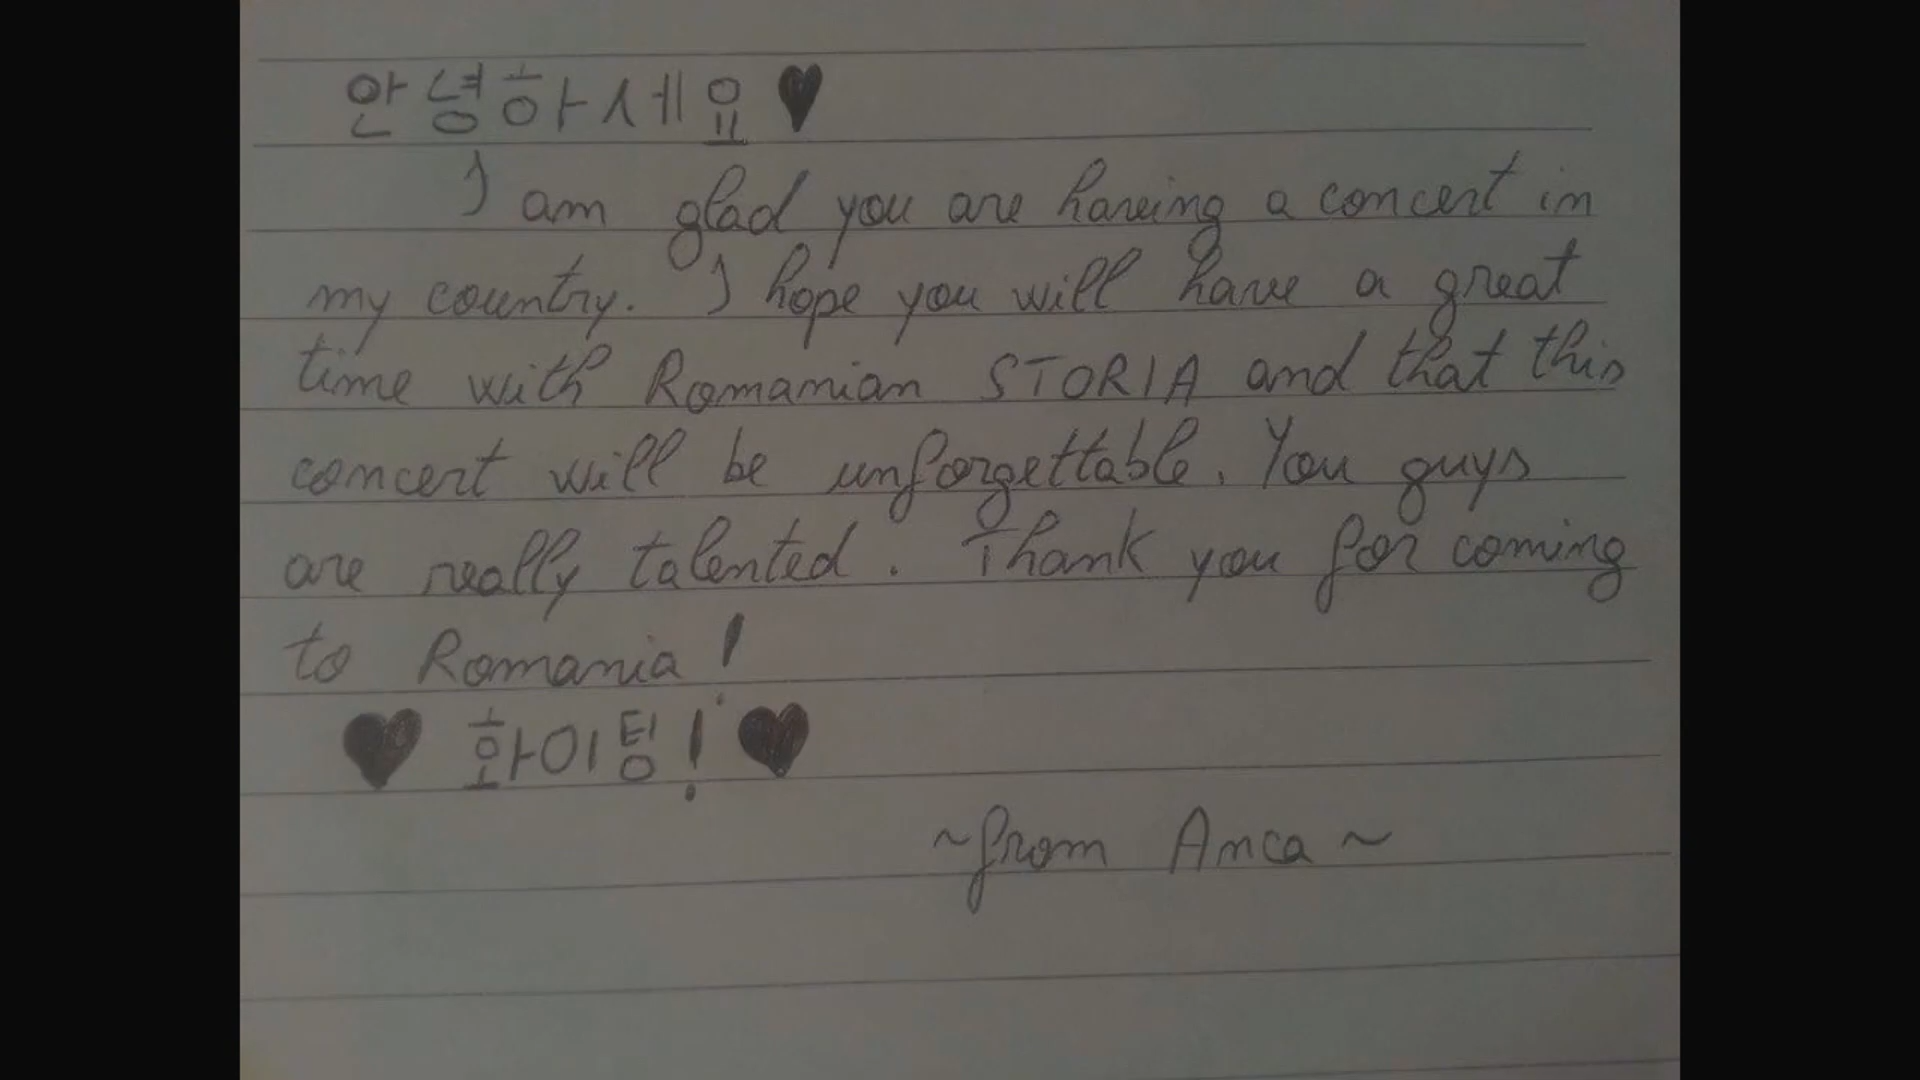 안녕하세요 ♥
I am glad you are haveing a concert in
my country. I hope you will have a great
time with Romanian STORIA and that this
concert will be unforgettable. You guys
are really talented. Thank you for coming
to Romania!
♥ 화이팅! ♥
~from Anca~